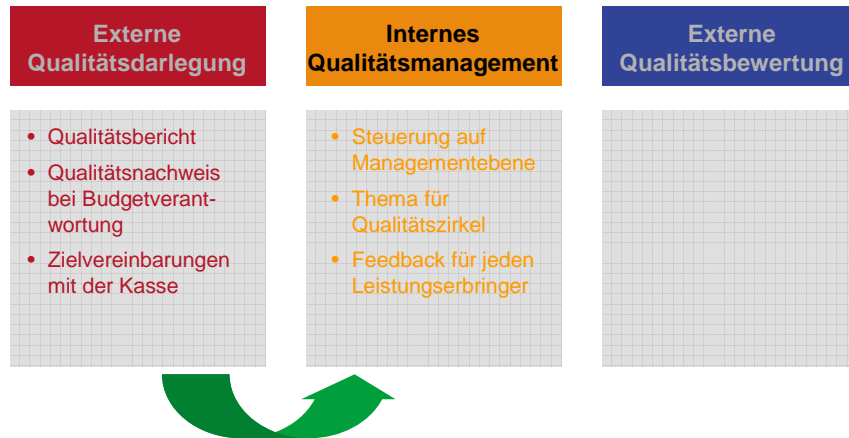 Externe
Qualitätsdarlegung
Internes
Qualitätsmanagement
Externe
Qualitätsbewertung
• Qualitätsbericht
• Qualitätsnachweis
bei Budgetverant-
wortung
• Zielvereinbarungen
mit der Kasse
• Steuerung auf
Managementebene
• Thema für
Qualitätszirkel
• Feedback für jeden
Leistungserbringer